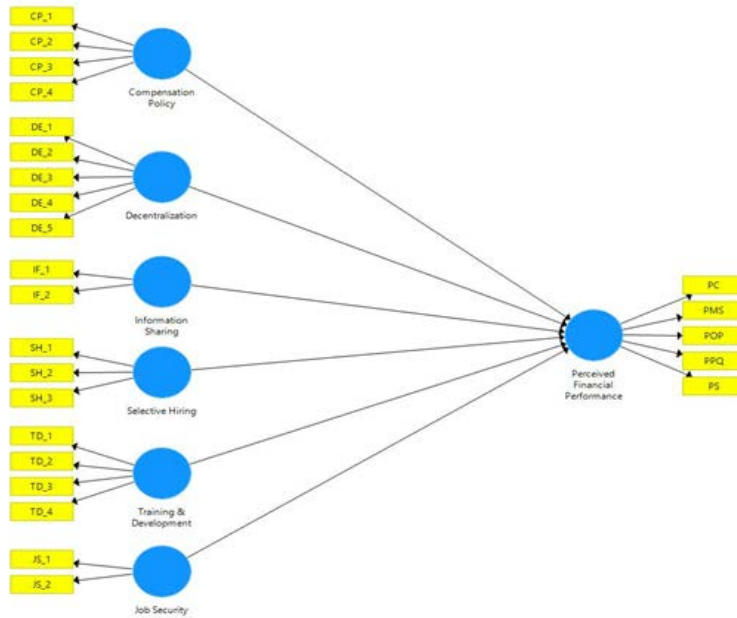 CP_1
CP_2
CP_3
CP_4
Compensation
Policy
DE_1
DE_2
DE_3
DE_4
DE_5
Decentralization
IF_1
IF_2
Information
Sharing
SH_1
SH_2
SH_3
Selective Hiring
TD_1
TD_2
TD_3
TD_4
Training &
Development
JS_1
JS_2
Job Security
PC
PMS
POP
PPQ
PS
Perceived
Financial
Performance